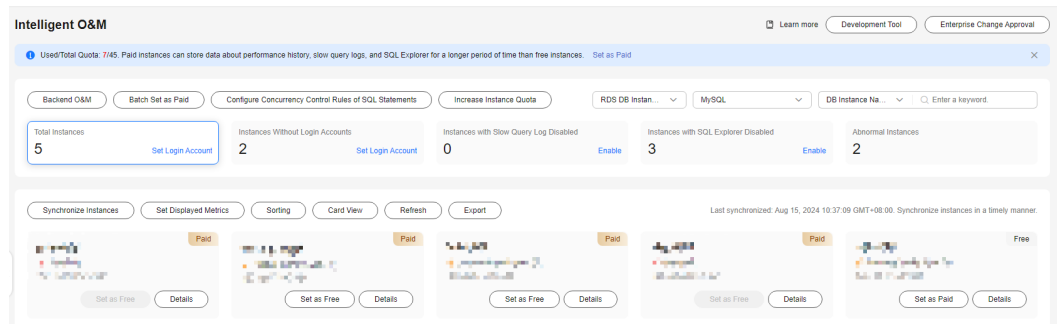 Intelligent O&M
Learn more Development Tool Enterprise Change Approval
Used/Total Quota: 7/45. Paid instances can store data about performance history, slow query logs, and SQL Explorer for a longer period of time than free instances. Set as Paid
Backend O&M Batch Set as Paid Configure Concurrency Control Rules of SQL Statements Increase Instance Quota RDS DB Instan... MySQL DB Instance Na... Enter a keyword.
Total Instances Instances Without Login Accounts Instances with Slow Query Log Disabled Instances with SQL Explorer Disabled Abnormal Instances
5 Set Login Account 2 Set Login Account 0 Enable 3 Enable 2
Synchronize Instances Set Displayed Metrics Sorting Card View Refresh Export Last synchronized: Aug 15, 2024 10:37:09 GMT+08:00. Synchronize instances in a timely manner.
Paid Paid Paid Paid Free
Set as Free Details Set as Free Details Set as Free Details Set as Free Details Set as Paid Details